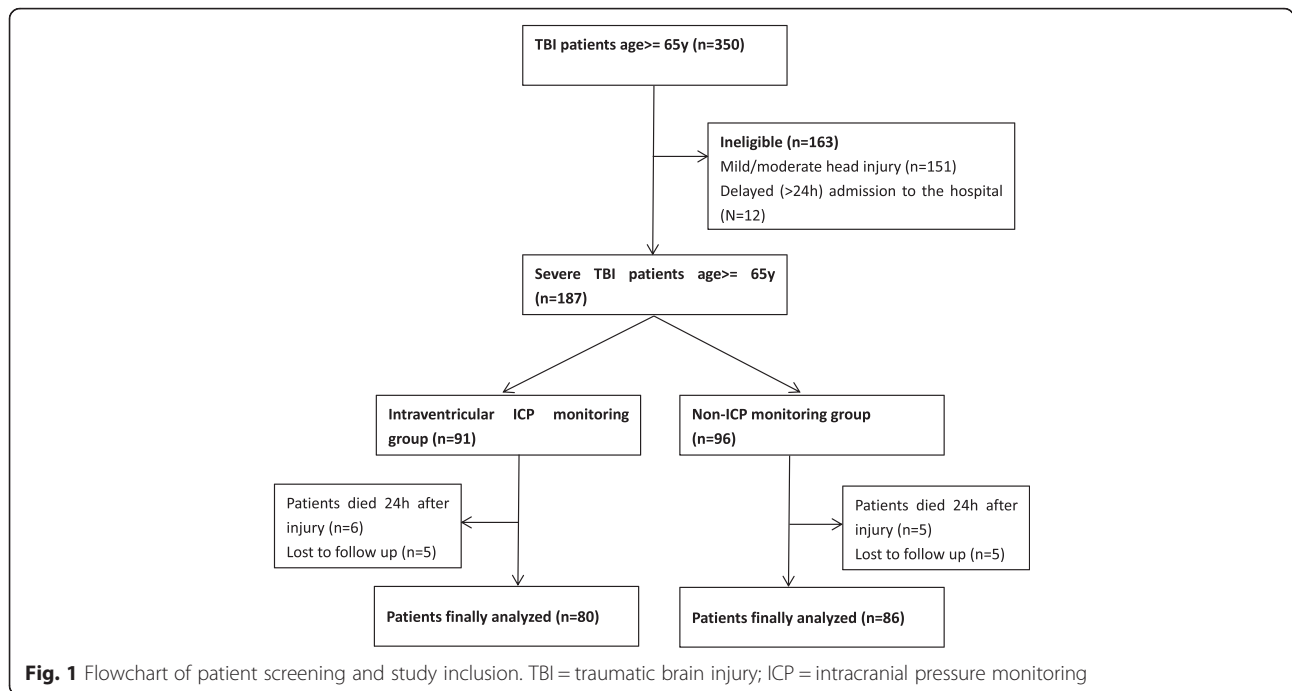 TBI patients age>= 65y (n=350)
Ineligible (n=163)
Mild/moderate head injury (n=151)
Delayed (>24h) admission to the hospital
(N=12)
Severe TBI patients age>= 65y
(n=187)
Intraventricular ICP monitoring
group (n=91)
Non-ICP monitoring group
(n=96)
Patients died 24h after
injury (n=6)
Lost to follow up (n=5)
Patients died 24h after
injury (n=5)
Lost to follow up (n=5)
Patients finally analyzed (n=80)
Patients finally analyzed (n=86)
Fig. 1 Flowchart of patient screening and study inclusion. TBI = traumatic brain injury; ICP = intracranial pressure monitoring